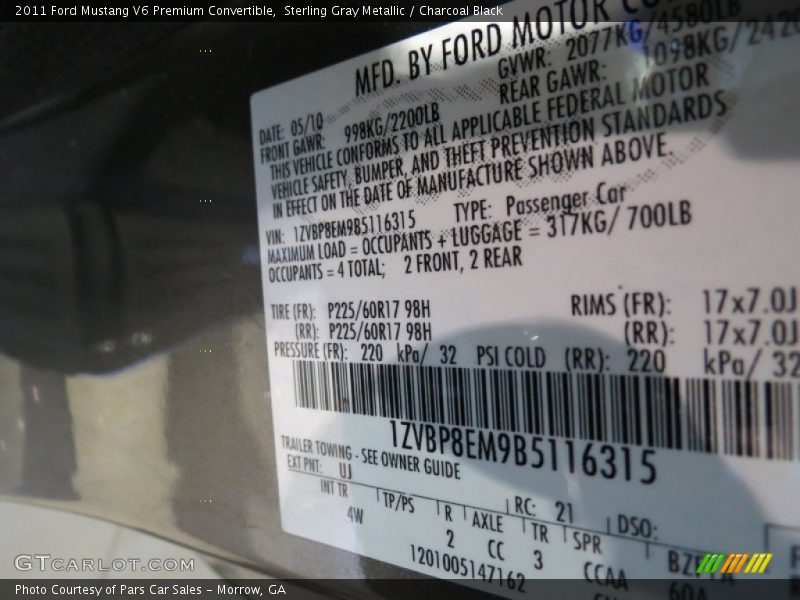 2011 Ford Mustang V6 Premium Convertible, Sterling Gray Metallic / Charcoal Black
MFD. BY FORD MOTOR
GVWR: 2077KG/4580LB
DATE: 05/10 REAR GAWR: 1098KG/
FRONT GAWR: 998KG/2200LB
THIS VEHICLE CONFORMS TO ALL APPLICABLE FEDERAL MOTOR
VEHICLE SAFETY, BUMPER, AND THEFT PREVENTION STANDARDS
IN EFFECT ON THE DATE OF MANUFACTURE SHOWN ABOVE.
VIN: 1ZVBP8EM9B5116315 TYPE: Passenger Car
MAXIMUM LOAD = OCCUPANTS + LUGGAGE = 317KG/ 700LB
OCCUPANTS = 4 TOTAL; 2 FRONT, 2 REAR
TIRE (FR): P225/60R17 98H RIMS (FR): 17x7.0J
(RR): P225/60R17 98H (RR): 17x7.0J
PRESSURE (FR): 220 kPa/ 32 PSI COLD (RR): 220 kPa/ 32
1ZVBP8EM9B5116315
TRAILER TOWING - SEE OWNER GUIDE
EXT PNT: UJ RC: 21 DSO:
INT TR TP/PS R AXLE TR SPR
4W 2 CC 3 CCAA
1201005147162
GTCARCOT.COM
Photo Courtesy of Pars Car Sales - Morrow, GA